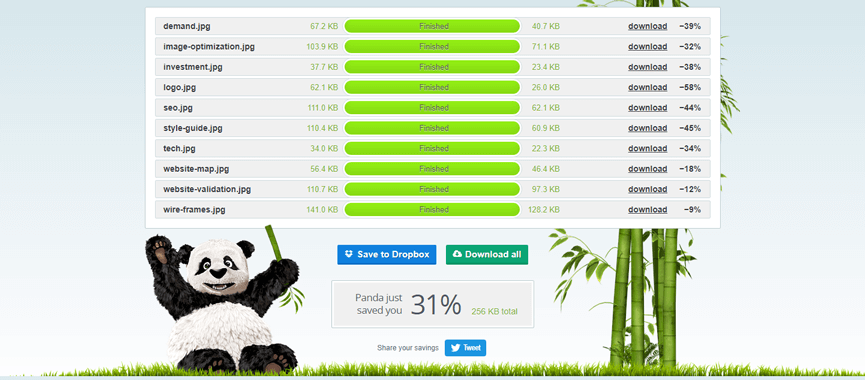 demand.jpg 67.2 KB Finished 40.7 KB download −39%
image-optimization.jpg 103.9 KB Finished 71.1 KB download −32%
investment.jpg 37.7 KB Finished 23.4 KB download −38%
logo.jpg 62.1 KB Finished 26.0 KB download −58%
seo.jpg 111.0 KB Finished 62.1 KB download −44%
style-guide.jpg 110.4 KB Finished 60.9 KB download −45%
tech.jpg 34.0 KB Finished 22.3 KB download −34%
website-map.jpg 56.4 KB Finished 46.4 KB download −18%
website-validation.jpg 110.7 KB Finished 97.3 KB download −12%
wire-frames.jpg 141.0 KB Finished 128.2 KB download −9%
Save to Dropbox Download all
Panda just
saved you 31% 256 KB total
Share your savings Tweet